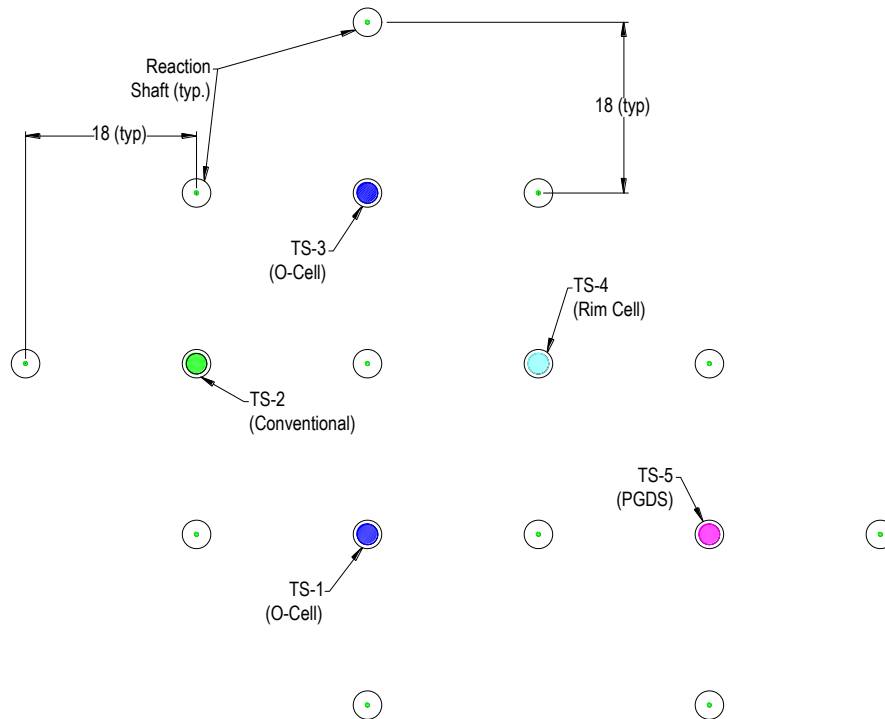 Reaction
Shaft (typ.)
18 (typ)
18 (typ)
TS-3
(O-Cell)
TS-4
(Rim Cell)
TS-2
(Conventional)
TS-5
(PGDS)
TS-1
(O-Cell)